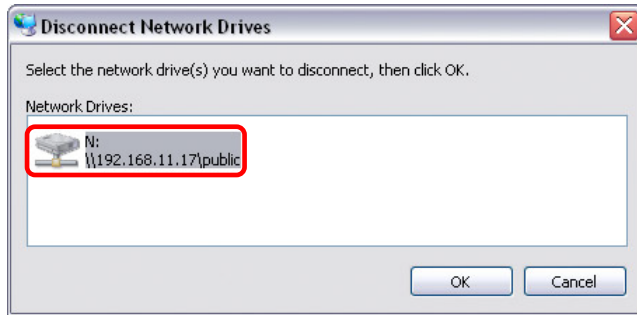 Disconnect Network Drives
Select the network drive(s) you want to disconnect, then click OK.
Network Drives:
N:
\\192.168.11.17\public
OK
Cancel